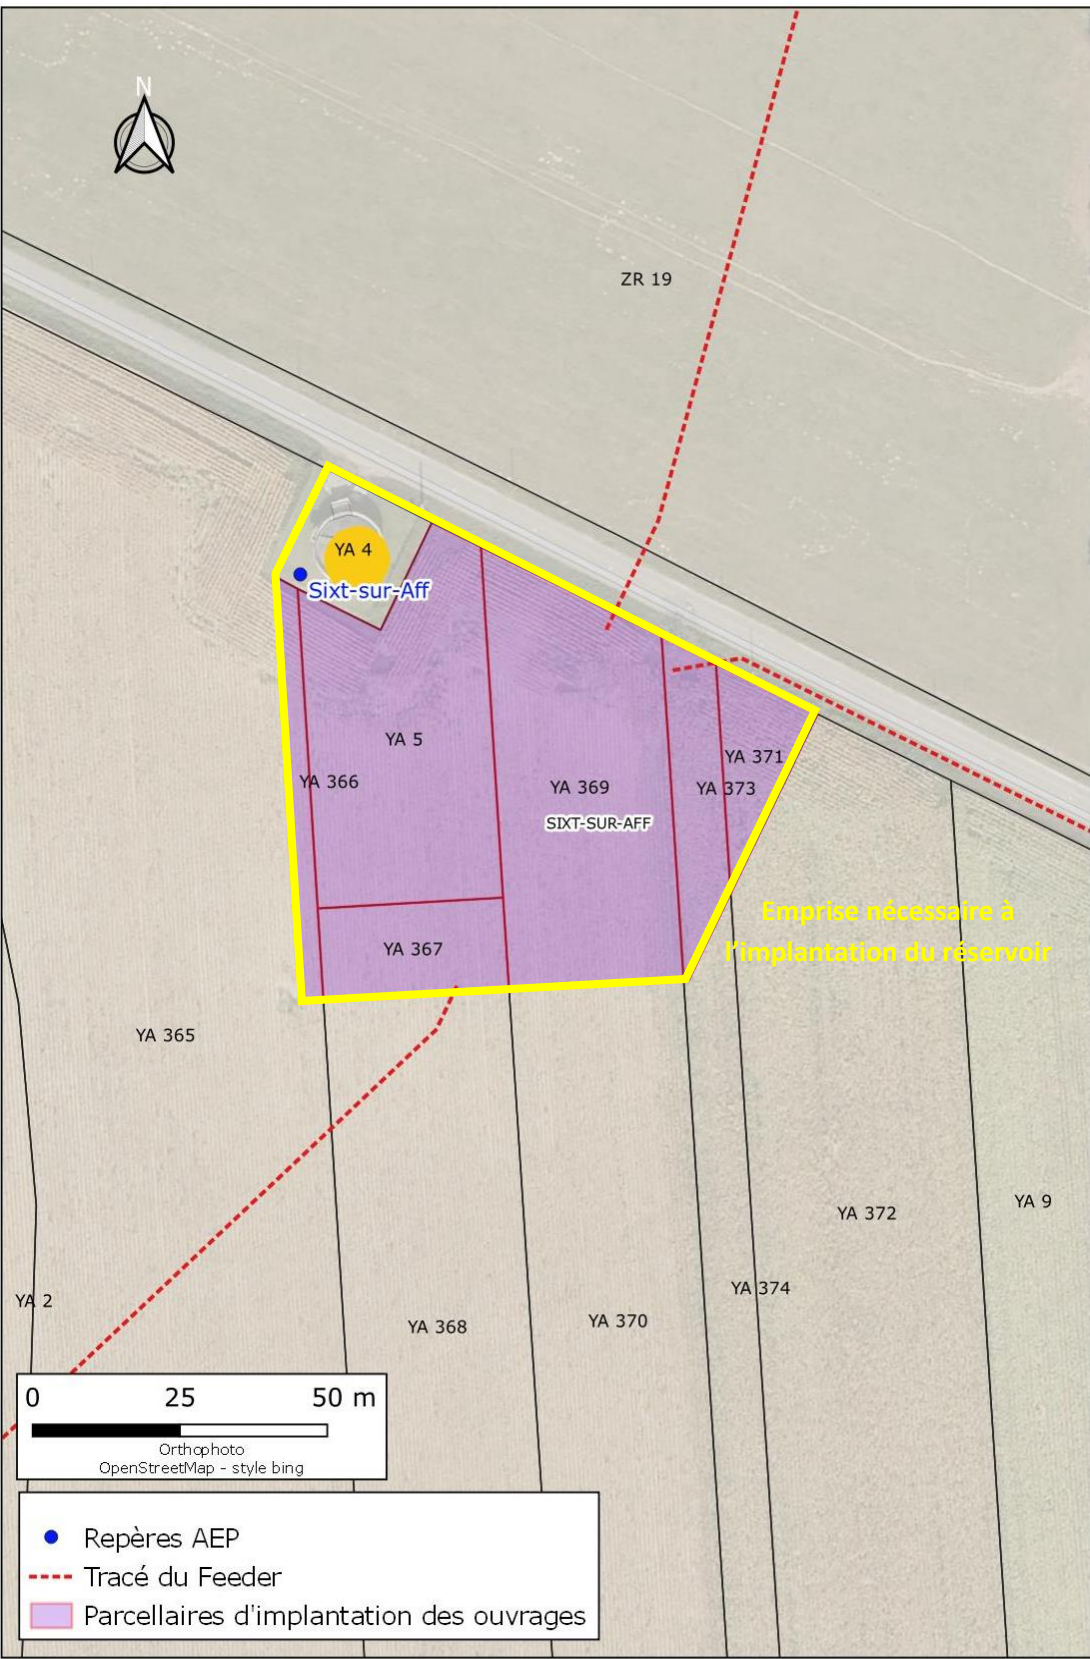 N
ZR 19
YA 4
Sixt-sur-Aff
YA 5
YA 371
YA 366
YA 369
YA 373
SIXT-SUR-AFF
Emprise nécessaire à
l'implantation du réservoir
YA 367
YA 365
YA 9
YA 372
YA 374
YA 2
YA 370
YA 368
0 25 50 m
Orthophoto
OpenStreetMap - style bing
Repères AEP
Tracé du Feeder
Parcellaires d'implantation des ouvrages